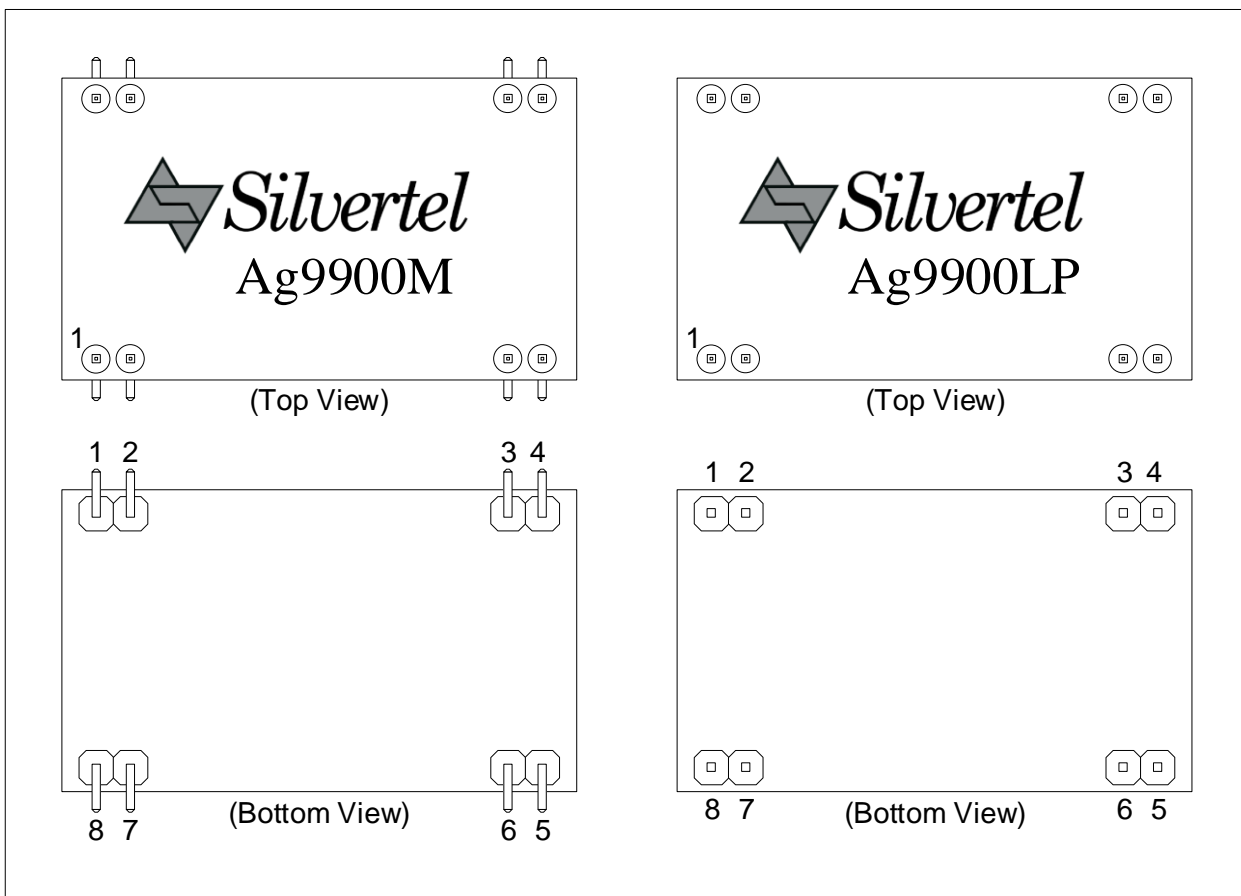 Silvertel
Ag9900M
1
(Top View)
Silvertel
Ag9900LP
1
(Top View)
1 2 3 4
8 7 6 5
(Bottom View)
1 2 3 4
8 7 6 5
(Bottom View)